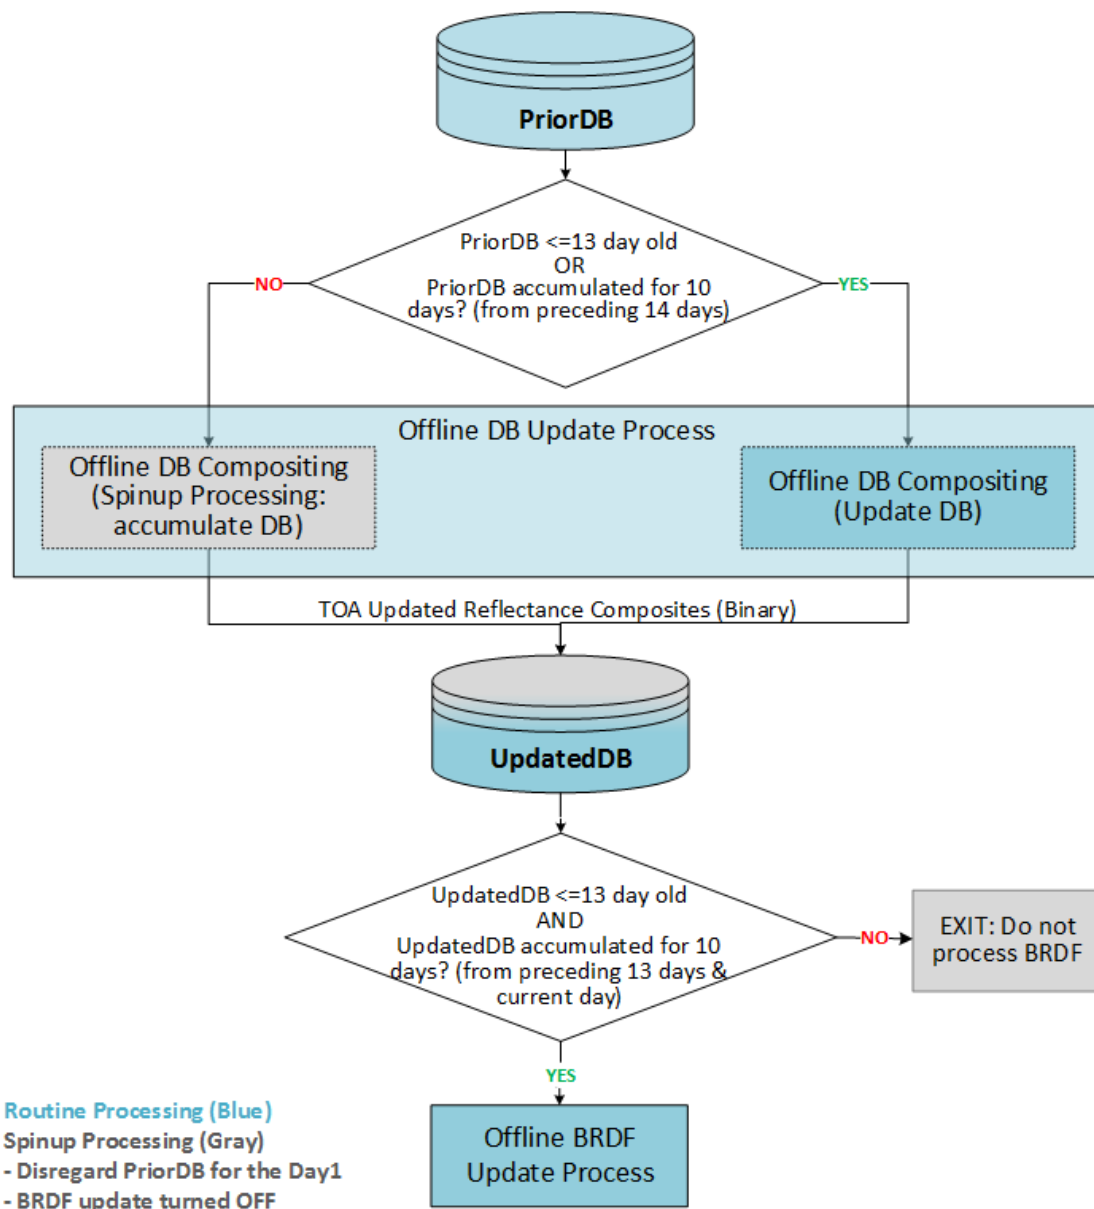 PriorDB
PriorDB <=13 day old
OR
PriorDB accumulated for 10
days? (from preceding 14 days)
NO
YES
Offline DB Update Process
Offline DB Compositing
(Spinup Processing:
accumulate DB)
Offline DB Compositing
(Update DB)
TOA Updated Reflectance Composites (Binary)
UpdatedDB
UpdatedDB <=13 day old
AND
UpdatedDB accumulated for 10
days? (from preceding 13 days &
current day)
NO
EXIT: Do not
process BRDF
YES
Offline BRDF
Update Process
Routine Processing (Blue)
Spinup Processing (Gray)
- Disregard PriorDB for the Day1
- BRDF update turned OFF